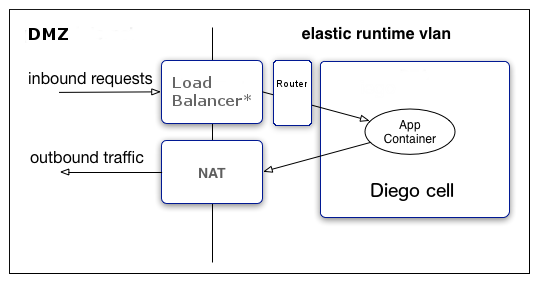 DMZ
elastic runtime vlan
inbound requests
Load
Balancer*
Router
App
Container
outbound traffic
NAT
Diego cell